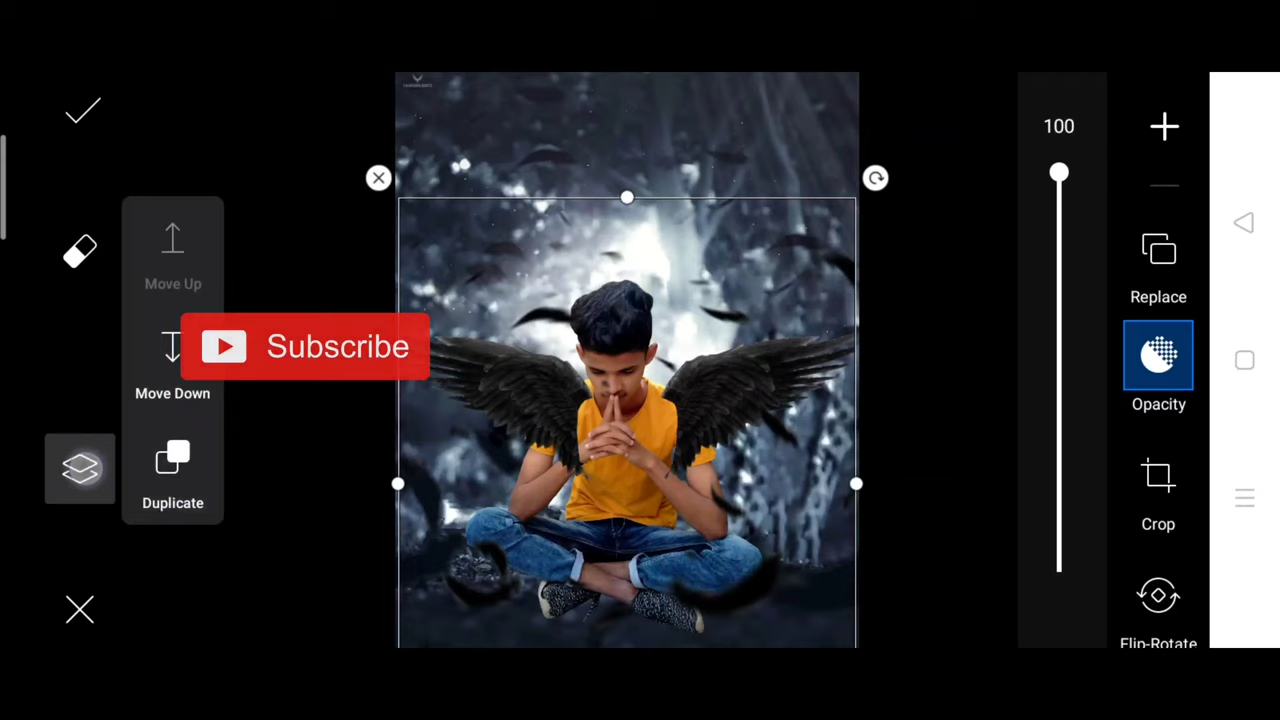 100
Move Up
Replace
Subscribe
Move Down
Opacity
Duplicate
Crop
Flip-Rotate